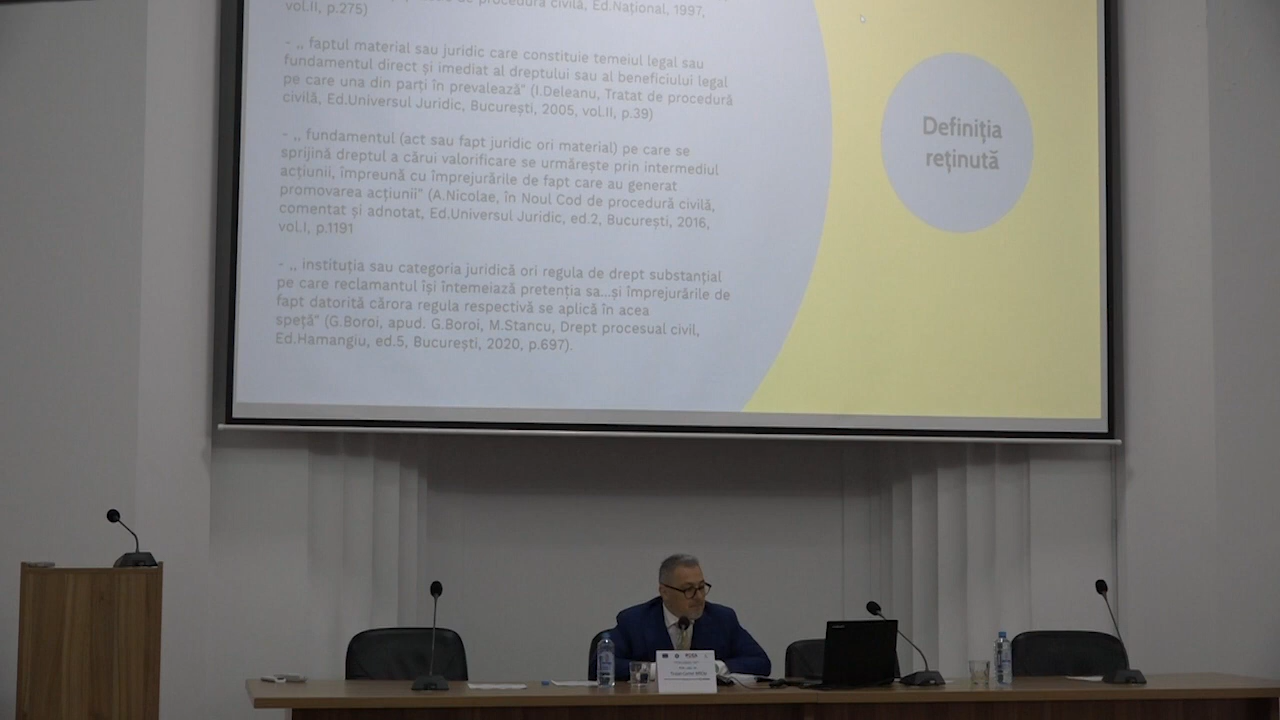 de procedură civilă, Ed.Național, 1997,
vol.II, p.275)
- ,, faptul material sau juridic care constituie temeiul legal sau
fundamentul direct și imediat al dreptului sau al beneficiului legal
pe care una din parți în prevalează" (I.Deleanu, Tratat de procedură
civilă, Ed.Universul Juridic, București, 2005, vol.II, p.39)
- ,, fundamentul (act sau fapt juridic ori material) pe care se
sprijină dreptul a cărui valorificare se urmărește prin intermediul
acțiunii, împreună cu împrejurările de fapt care au generat
promovarea acțiunii" (A.Nicolae, în Noul Cod de procedură civilă,
comentat și adnotat, Ed.Universul Juridic, ed.2, București, 2016,
vol.I, p.1191
- ,, instituția sau categoria juridică ori regula de drept substanțial
pe care reclamantul își întemeiază pretenția sa...și împrejurările de
fapt datorită cărora regula respectivă se aplică în acea
speță" (G.Boroi, apud. G.Boroi, M.Stancu, Drept procesual civil,
Ed.Hamangiu, ed.5, București, 2020, p.697).
Definiția
reținută